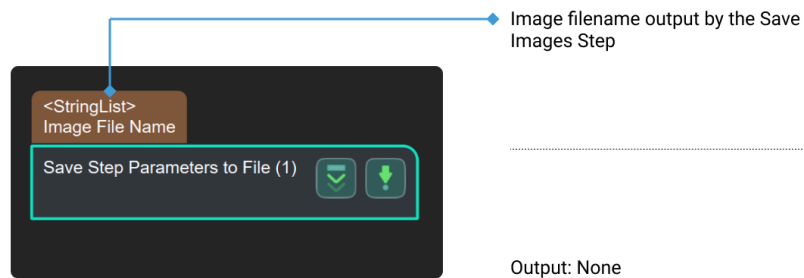 Image filename output by the Save
Images Step
<StringList>
Image File Name
Save Step Parameters to File (1)
Output: None